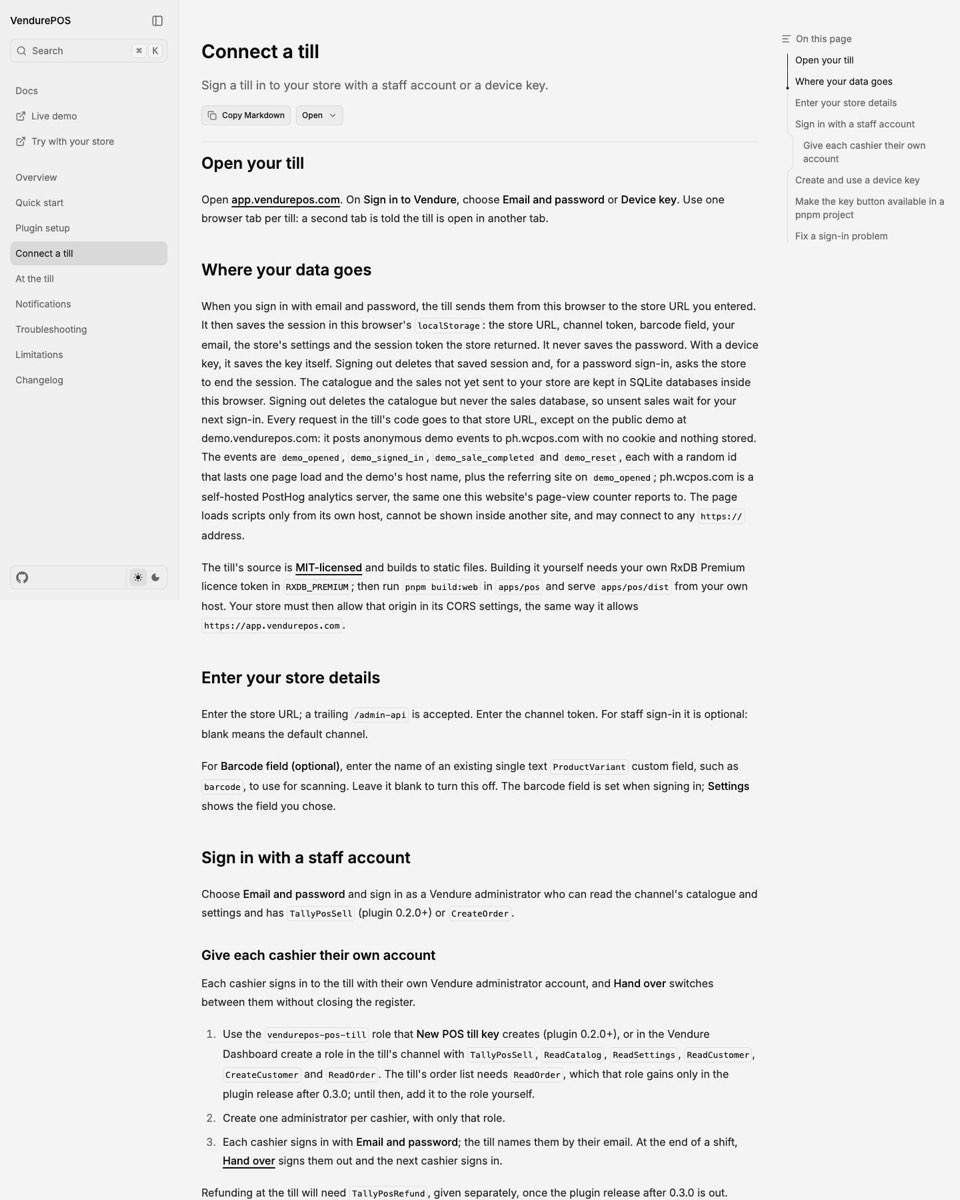 VendurePOS
Search
⌘ K
Docs
Live demo
Try with your store
Overview
Quick start
Plugin setup
Connect a till
At the till
Notifications
Troubleshooting
Limitations
Changelog
Connect a till
Sign a till in to your store with a staff account or a device key.
Copy Markdown
Open
Open your till
Open app.vendurepos.com. On Sign in to Vendure, choose Email and password or Device key. Use one
browser tab per till: a second tab is told the till is open in another tab.
Where your data goes
When you sign in with email and password, the till sends them from this browser to the store URL you entered.
It then saves the session in this browser's localStorage: the store URL, channel token, barcode field, your
email, the store's settings and the session token the store returned. It never saves the password. With a device
key, it saves the key itself. Signing out deletes that saved session and, for a password sign-in, asks the store
to end the session. The catalogue and the sales not yet sent to your store are kept in SQLite databases inside
this browser. Signing out deletes the catalogue but never the sales database, so unsent sales wait for your
next sign-in. Every request in the till's code goes to that store URL, except on the public demo at
demo.vendurepos.com: it posts anonymous demo events to ph.wcpos.com with no cookie and nothing stored.
The events are demo_opened, demo_signed_in, demo_sale_completed and demo_reset, each with a random id
that lasts one page load and the demo's host name, plus the referring site on demo_opened; ph.wcpos.com is a
self-hosted PostHog analytics server, the same one this website's page-view counter reports to. The page
loads scripts only from its own host, cannot be shown inside another site, and may connect to any https://
address.
The till's source is MIT-licensed and builds to static files. Building it yourself needs your own RxDB Premium
licence token in RXDB_PREMIUM; then run pnpm build:web in apps/pos and serve apps/pos/dist from your own
host. Your store must then allow that origin in its CORS settings, the same way it allows
https://app.vendurepos.com.
Enter your store details
Enter the store URL; a trailing /admin-api is accepted. Enter the channel token. For staff sign-in it is optional:
blank means the default channel.
For Barcode field (optional), enter the name of an existing single text ProductVariant custom field, such as
barcode, to use for scanning. Leave it blank to turn this off. The barcode field is set when signing in; Settings
shows the field you chose.
Sign in with a staff account
Choose Email and password and sign in as a Vendure administrator who can read the channel's catalogue and
settings and has TallyPosSell (plugin 0.2.0+) or CreateOrder.
Give each cashier their own account
Each cashier signs in to the till with their own Vendure administrator account, and Hand over switches
between them without closing the register.
1. Use the vendurepos-pos-till role that New POS till key creates (plugin 0.2.0+), or in the Vendure
Dashboard create a role in the till's channel with TallyPosSell, ReadCatalog, ReadSettings, ReadCustomer,
CreateCustomer and ReadOrder. The till's order list needs ReadOrder, which that role gains only in the
plugin release after 0.3.0; until then, add it to the role yourself.
2. Create one administrator per cashier, with only that role.
3. Each cashier signs in with Email and password; the till names them by their email. At the end of a shift,
Hand over signs them out and the next cashier signs in.
Refunding at the till will need TallyPosRefund, given separately, once the plugin release after 0.3.0 is out.
On this page
Open your till
Where your data goes
Enter your store details
Sign in with a staff account
Give each cashier their own
account
Create and use a device key
Make the key button available in a
pnpm project
Fix a sign-in problem